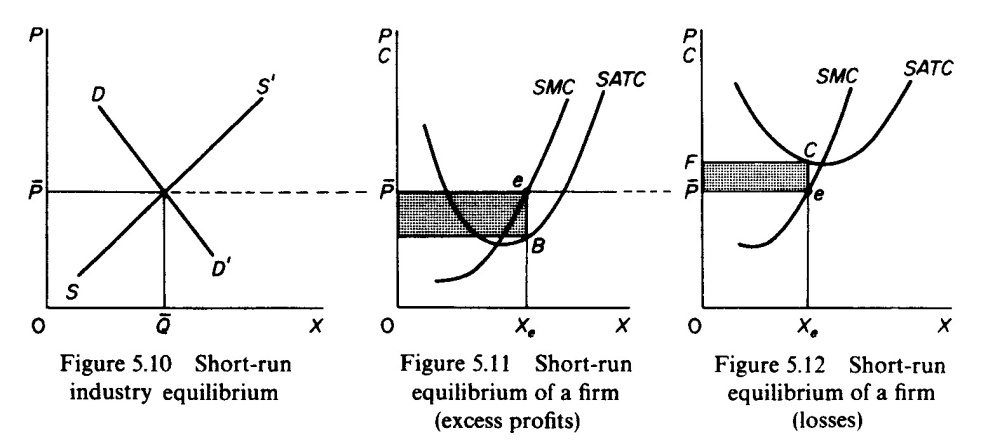 P
D
S'
P̄
S
D'
O
Q̄
X
Figure 5.10 Short-run
industry equilibrium
P
C
SMC
SATC
P̄
e
B
O
Xe
X
Figure 5.11 Short-run
equilibrium of a firm
(excess profits)
P
C
SMC
SATC
C
F
P̄
e
O
Xe
X
Figure 5.12 Short-run
equilibrium of a firm
(losses)